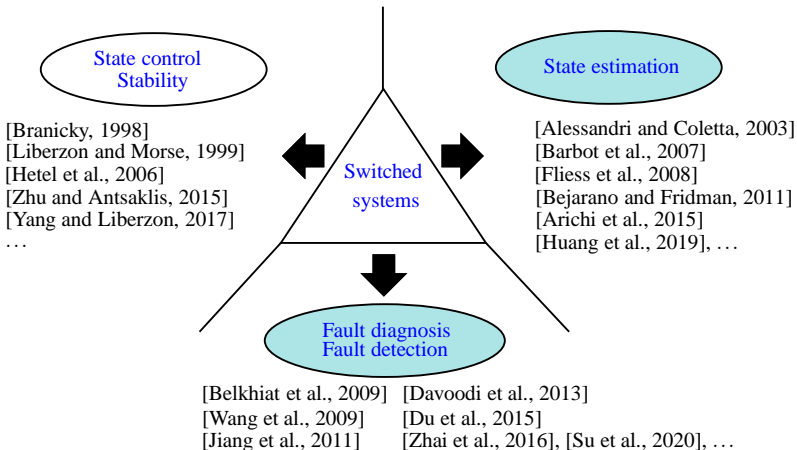 State control
Stability
[Branicky, 1998]
[Liberzon and Morse, 1999]
[Hetel et al., 2006]
[Zhu and Antsaklis, 2015]
[Yang and Liberzon, 2017]
...
Switched
systems
State estimation
[Alessandri and Coletta, 2003]
[Barbot et al., 2007]
[Fliess et al., 2008]
[Bejarano and Fridman, 2011]
[Arichi et al., 2015]
[Huang et al., 2019], ...
Fault diagnosis
Fault detection
[Belkhiat et al., 2009] [Davoodi et al., 2013]
[Wang et al., 2009] [Du et al., 2015]
[Jiang et al., 2011] [Zhai et al., 2016], [Su et al., 2020], ...